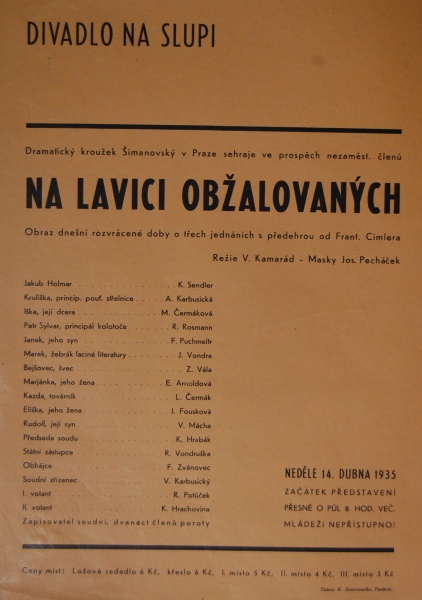 DIVADLO NA SLUPI
Dramatický kroužek Šimanovský v Praze sehraje ve prospěch nezaměst. členů
NA LAVICI OBŽALOVANÝCH
Obraz dnešní rozvrácené doby o třech jednáních s předehrou od Frant. Cimlera
Režie V. Kamarád - Masky Jos. Pecháček
Jakub Holmar K. Sendler
Kruliška, princip. pouť. střelnice A. Karbusická
Iška, její dcera M. Čermáková
Petr Sylvar, principál kolotoče R. Rosmann
Janek, jeho syn F. Puchmeltr
Marek, žebrák laciné literatury J. Vondra
Bejšovec, švec Z. Vála
Marjánka, jeho žena E. Arnoldová
Kazda, továrník L. Čermák
Eliška, jeho žena J. Fousková
Rudolf, její syn V. Mácha
Předseda soudu K. Hrabák
Státní zástupce R. Vondruška
Obhájce F. Zvánovec
Soudní zřízenec V. Karbusický
I. votant R. Potůček
II. votant K. Hrachovina
Zapisovatel soudní, dvanáct členů poroty
NEDĚLE 14. DUBNA 1935
ZAČÁTEK PŘEDSTAVENÍ
PŘESNĚ O PŮL 8. HOD. VEČ.
MLÁDEŽI NEPŘÍSTUPNO!
Ceny míst: Ložové sedadlo 6 Kč, křeslo 6 Kč, I. místo 5 Kč, II. místo 4 Kč, III. místo 3 Kč